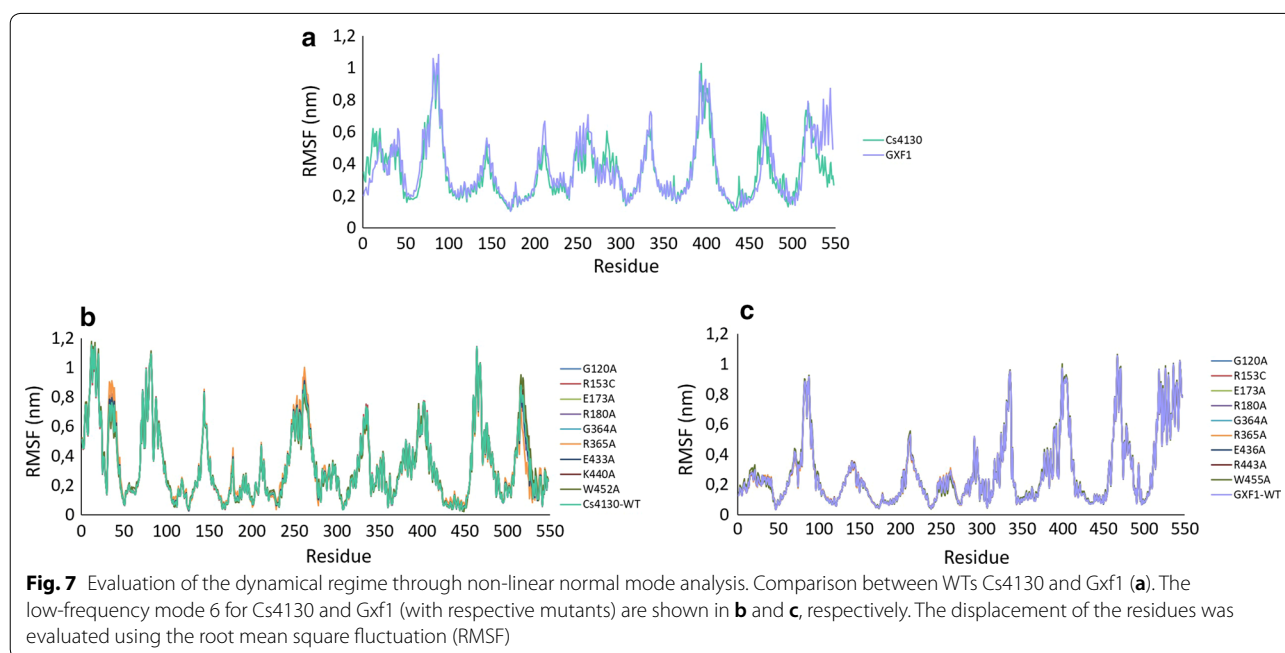 a
1,2
1
0,8
0,6
0,4
0,2
0
RMSF (nm)
0 50 100 150 200 250 300 350 400 450 500 550
Residue
Cs4130
GXF1
b
1,2
1
0,8
0,6
0,4
0,2
0
RMSF (nm)
0 50 100 150 200 250 300 350 400 450 500 550
Residue
G120A
R153C
E173A
R180A
G364A
R365A
E433A
K440A
W452A
Cs4130-WT
c
1,2
1
0,8
0,6
0,4
0,2
0
RMSF (nm)
0 50 100 150 200 250 300 350 400 450 500 550
Residue
G120A
R153C
E173A
R180A
G364A
R365A
E436A
R443A
W455A
GXF1-WT
Fig. 7 Evaluation of the dynamical regime through non-linear normal mode analysis. Comparison between WTs Cs4130 and Gxf1 (a). The
low-frequency mode 6 for Cs4130 and Gxf1 (with respective mutants) are shown in b and c, respectively. The displacement of the residues was
evaluated using the root mean square fluctuation (RMSF)